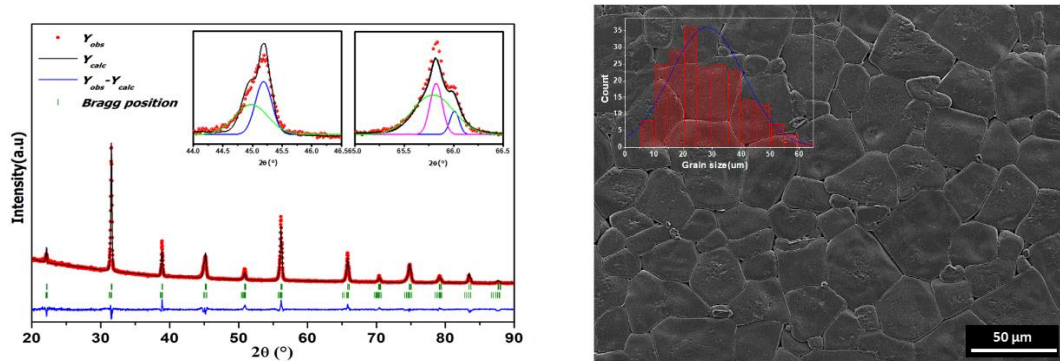 Yobs
Ycalc
Yobs-Ycalc
Bragg position
44.0 44.5 45.0 45.5 46.0 46.5
2θ(°)
65.0 65.5 66.0 66.5
2θ(°)
Intensity(a.u)
20 30 40 50 60 70 80 90
2θ (°)
35
30
25
20
15
10
5
0
Count
0 10 20 30 40 50 60
Grain size(um)
50 µm